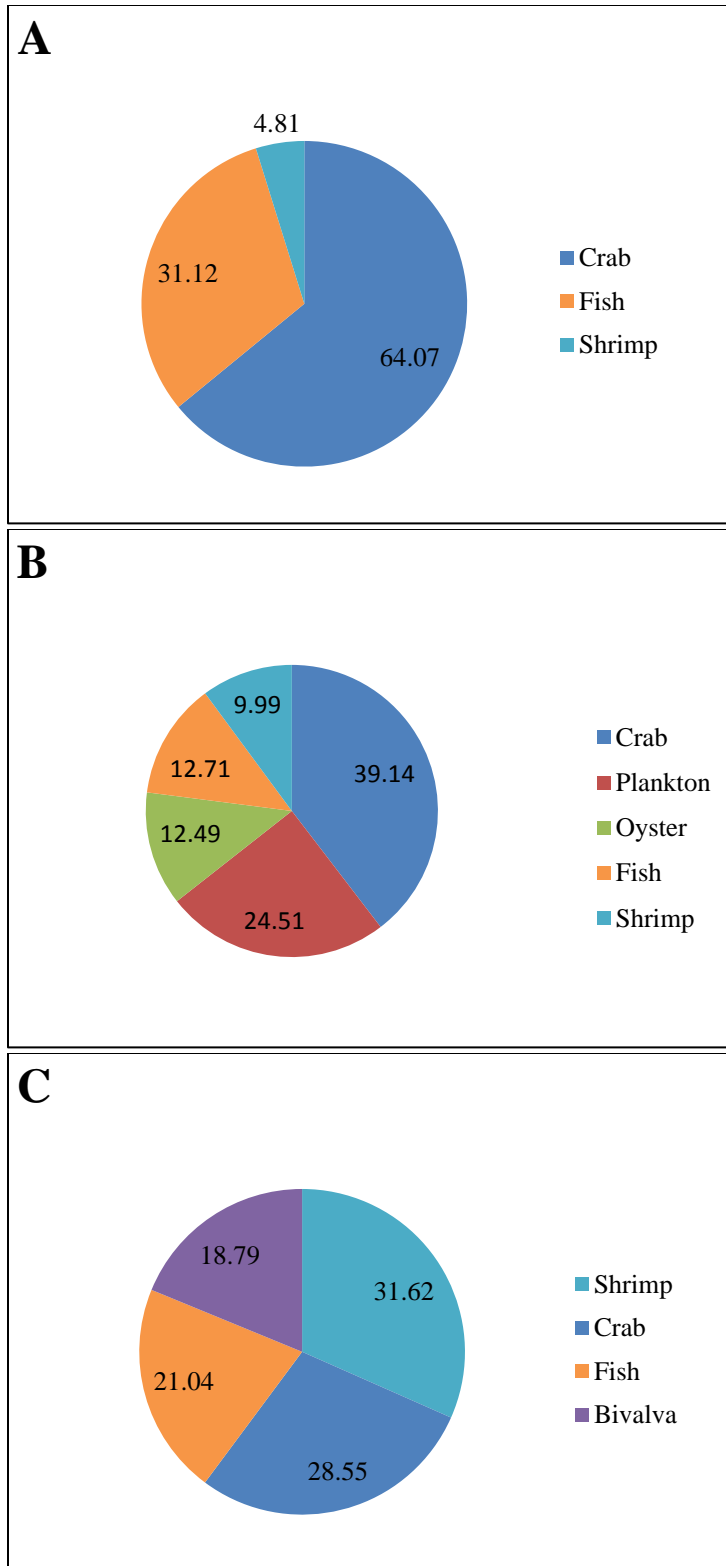 A
4.81
31.12
64.07
Crab
Fish
Shrimp
B
9.99
39.14
12.71
12.49
24.51
Crab
Plankton
Oyster
Fish
Shrimp
C
18.79
31.62
21.04
28.55
Shrimp
Crab
Fish
Bivalva